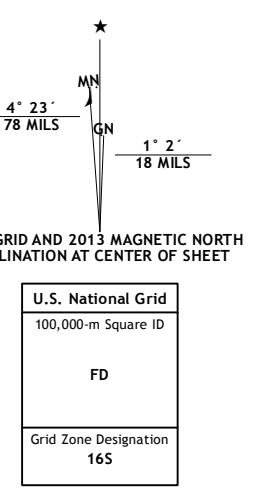 MN
4° 23´
78 MILS
GN
1° 2´
18 MILS
GRID AND 2013 MAGNETIC NORTH
LINATION AT CENTER OF SHEET
U.S. National Grid
100,000-m Square ID
FD
Grid Zone Designation
16S